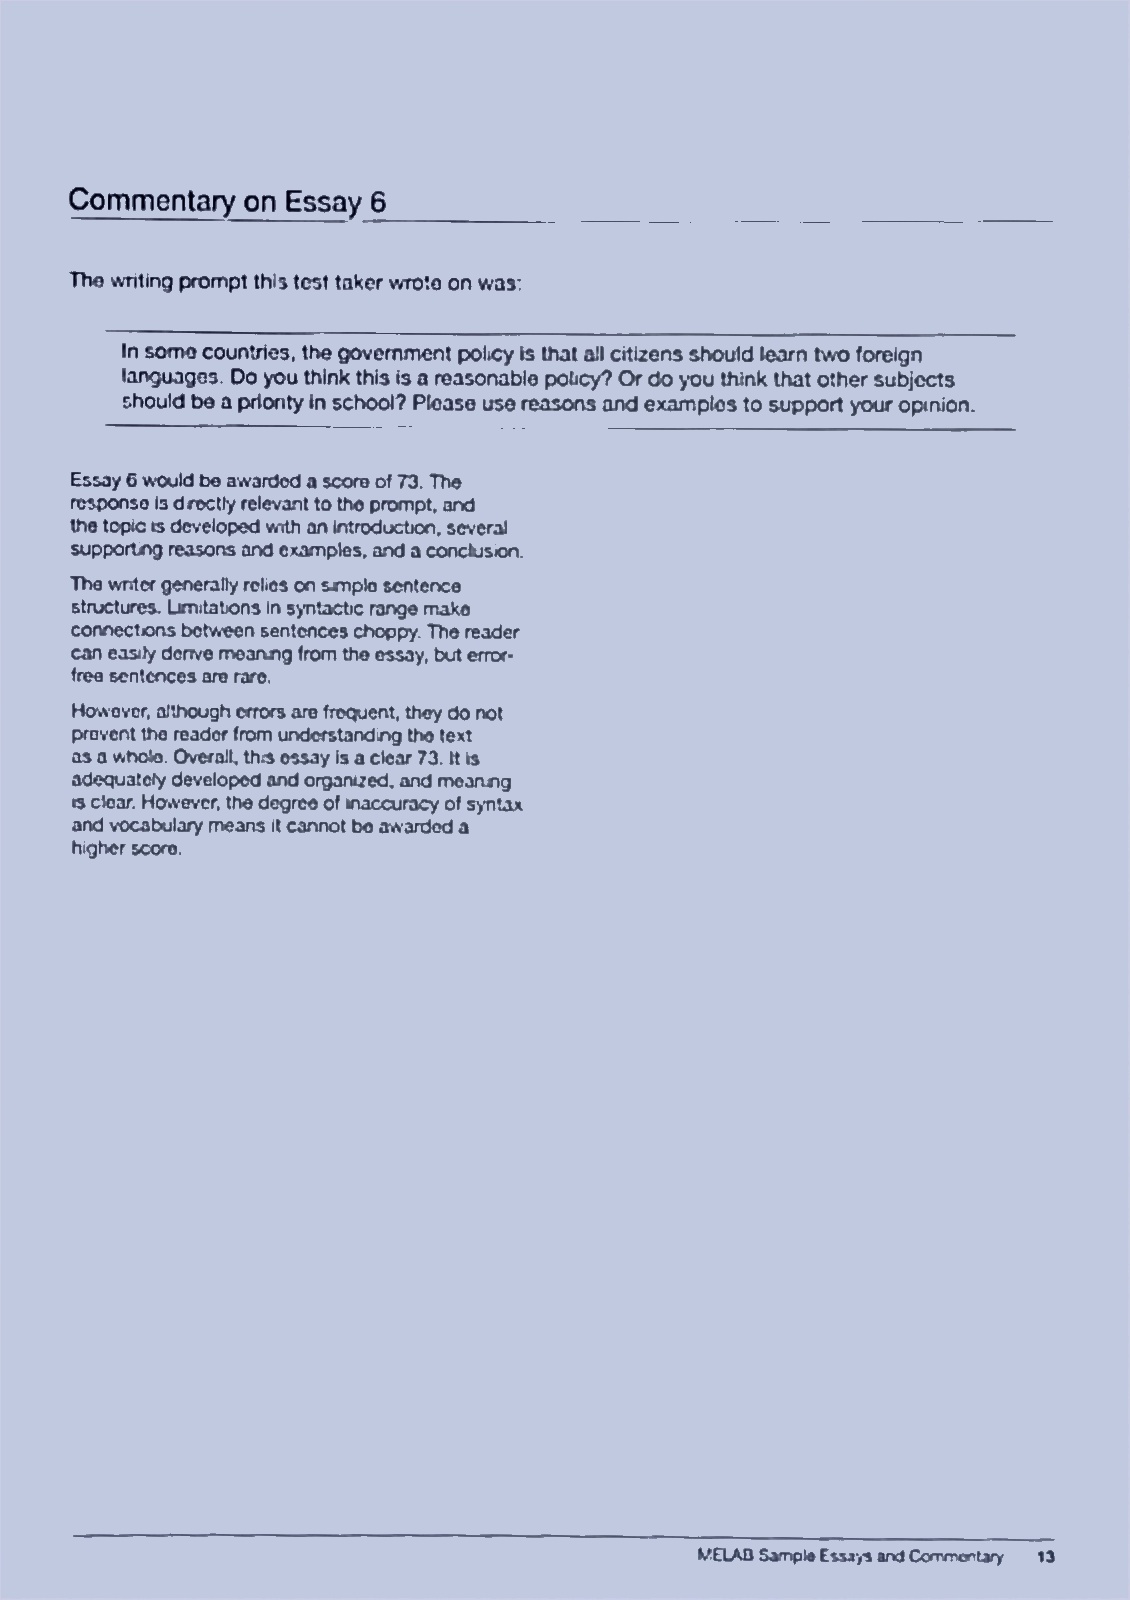 Commentary on Essay 6
The writing prompt this test taker wrote on was:
In some countries, the government policy is that all citizens should learn two foreign
languages. Do you think this is a reasonable policy? Or do you think that other subjects
should be a priority in school? Please use reasons and examples to support your opinion.
Essay 6 would be awarded a score of 73. The
response is directly relevant to the prompt, and
the topic is developed with an introduction, several
supporting reasons and examples, and a conclusion.
The writer generally relies on simple sentence
structures. Limitations in syntactic range make
connections between sentences choppy. The reader
can easily derive meaning from the essay, but error-
free sentences are rare.
However, although errors are frequent, they do not
prevent the reader from understanding the text
as a whole. Overall, this essay is a clear 73. It is
adequately developed and organized, and meaning
is clear. However, the degree of inaccuracy of syntax
and vocabulary means it cannot be awarded a
higher score.
MELAB Sample Essays and Commentary 13